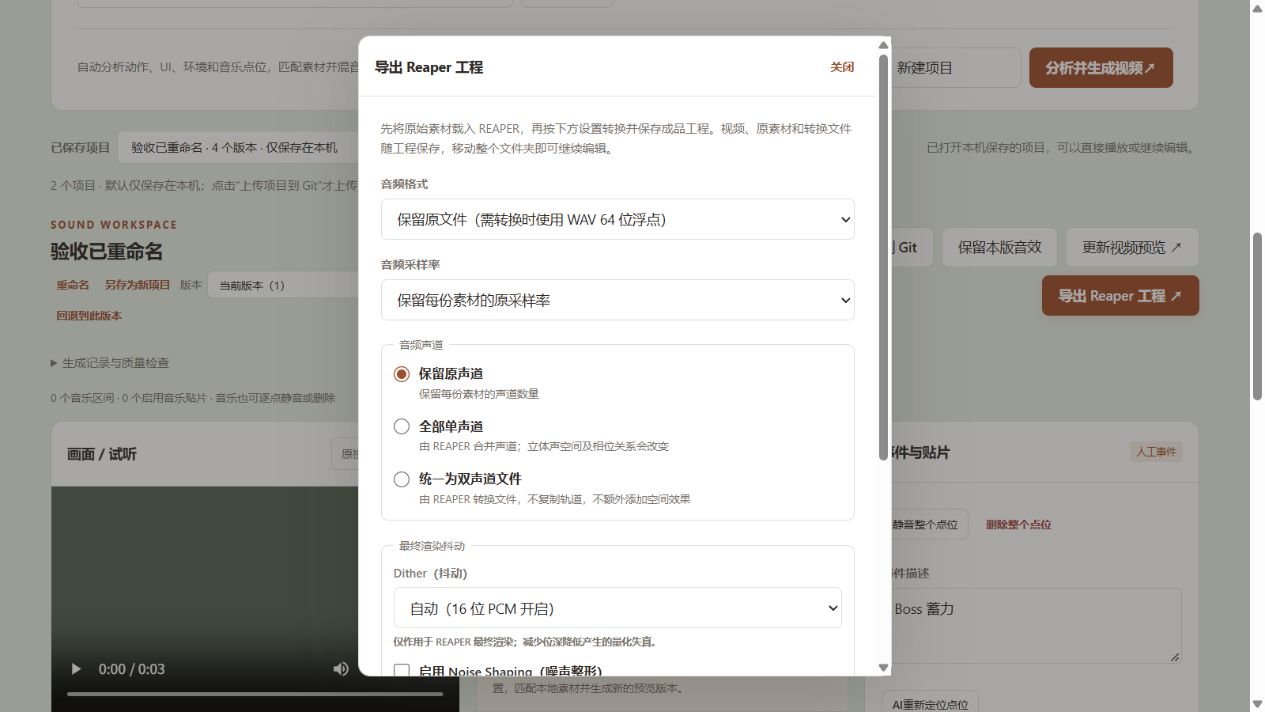 自动分析动作、UI、环境和音乐点位，匹配素材并混音
新建项目
分析并生成视频↗
已保存项目
验收已重命名 · 4 个版本 · 仅保存在本机
已打开本机保存的项目，可以直接播放或继续编辑。
2 个项目 · 默认仅保存在本机；点击“上传项目到 Git”才上传
SOUND WORKSPACE
验收已重命名
Git
保留本版音效
更新视频预览 ↗
重命名
另存为新项目
版本
当前版本（1）
导出 Reaper 工程 ↗
回退到此版本
▶ 生成记录与质量检查
0 个音乐区间 · 0 个启用音乐贴片 · 音乐也可逐点静音或删除
画面 / 试听
0:00 / 0:03
导出 Reaper 工程
关闭
先将原始素材载入 REAPER，再按下方设置转换并保存成品工程。视频、原素材和转换文件
随工程保存，移动整个文件夹即可继续编辑。
音频格式
保留原文件（需转换时使用 WAV 64 位浮点）
音频采样率
保留每份素材的原采样率
音频声道
保留原声道
保留每份素材的声道数量
全部单声道
由 REAPER 合并声道；立体声空间及相位关系会改变
统一为双声道文件
由 REAPER 转换文件，不复制轨道，不额外添加空间效果
最终渲染抖动
Dither（抖动）
自动（16 位 PCM 开启）
仅作用于 REAPER 最终渲染；减少位深降低产生的量化失真。
启用 Noise Shaping（噪声整形）
置，匹配本地素材并生成新的预览版本。
件与贴片
人工事件
静音整个点位
删除整个点位
件描述
Boss 蓄力
AI重新定位点位